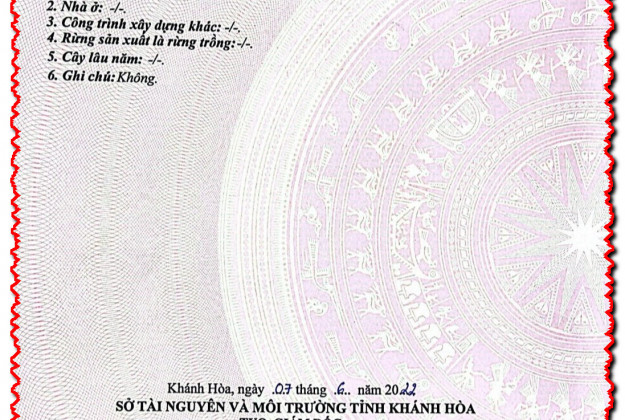 2. Nhà ở: -/-.
3. Công trình xây dựng khác: -/-.
4. Rừng sản xuất là rừng trồng:-/-.
5. Cây lâu năm: -/-.
6. Ghi chú: Không.
Khánh Hòa, ngày .07 tháng .6.. năm 2022
SỞ TÀI NGUYÊN VÀ MÔI TRƯỜNG TỈNH KHÁNH HÒA